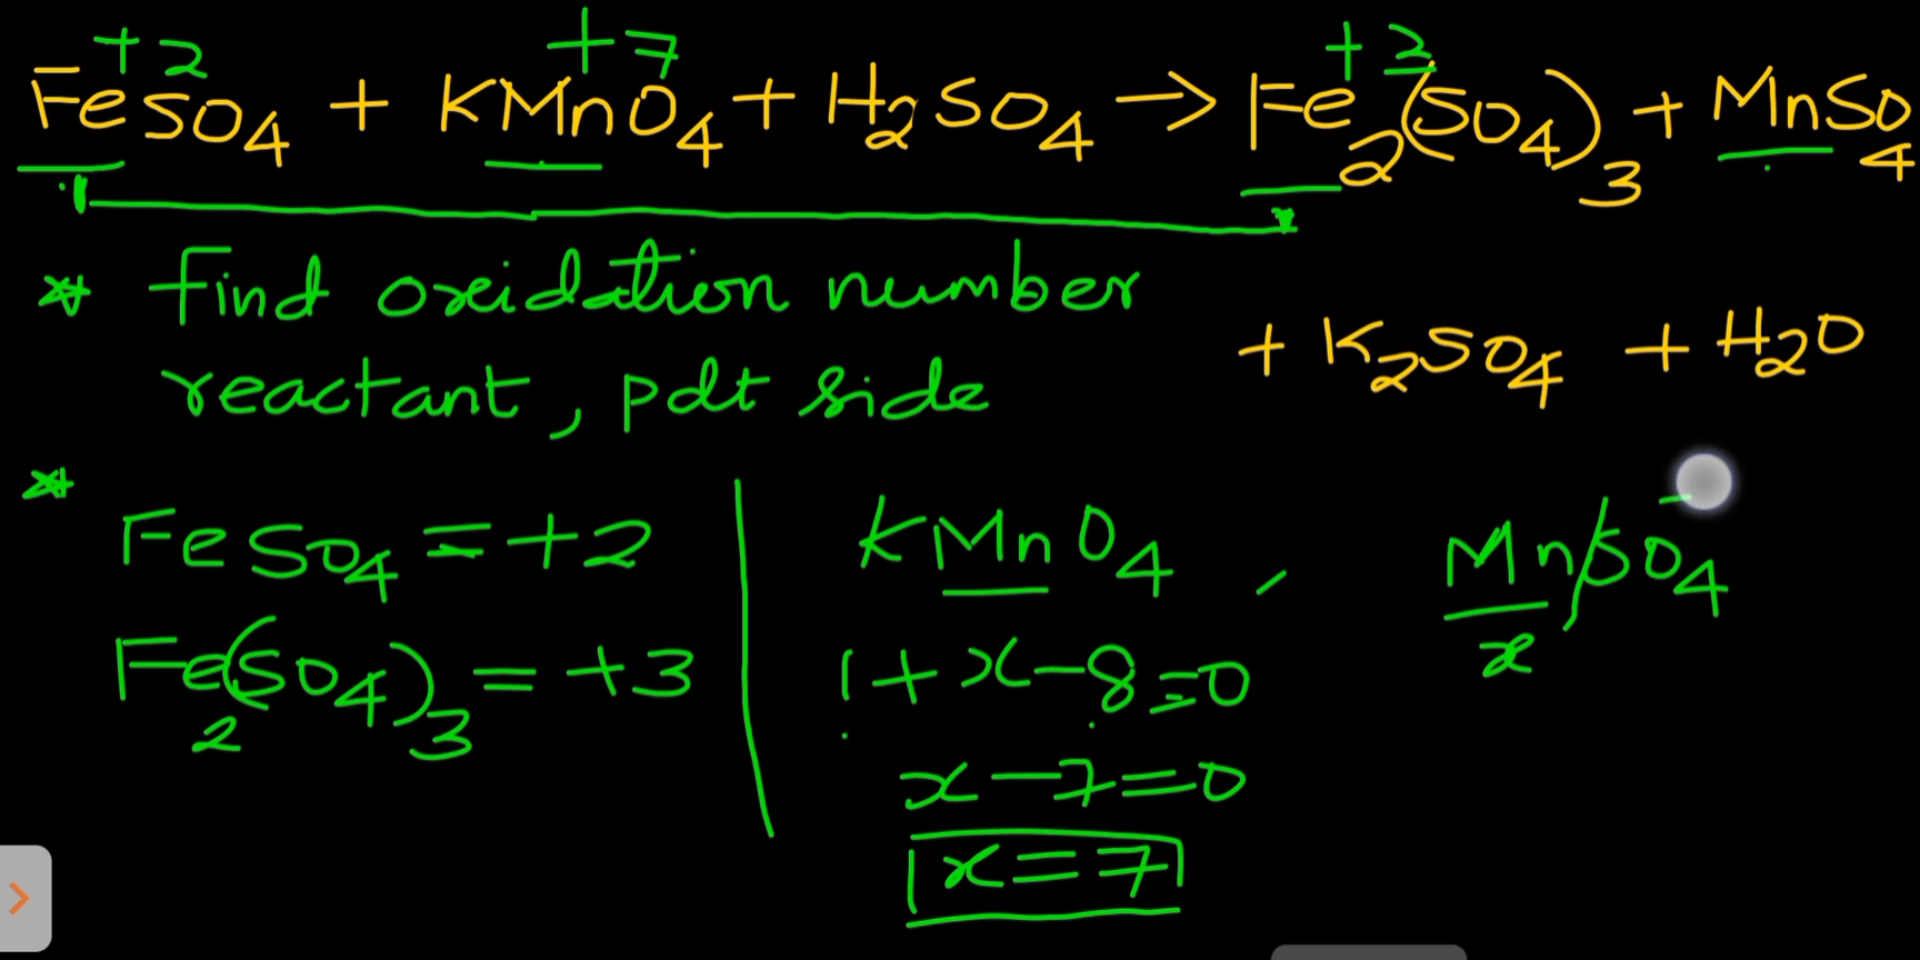 +2 +7 +2
FeSO4 + KMnO4 + H2SO4 → Fe2(SO4)3 + MnSO4
* find oxidation number
+ K2SO4 + H2O
reactant, pdt side
*
FeSO4 = +2
KMnO4 , MnSO4
x
Fe2(SO4)3 = +3
1+x-8=0
x-7=0
x=7